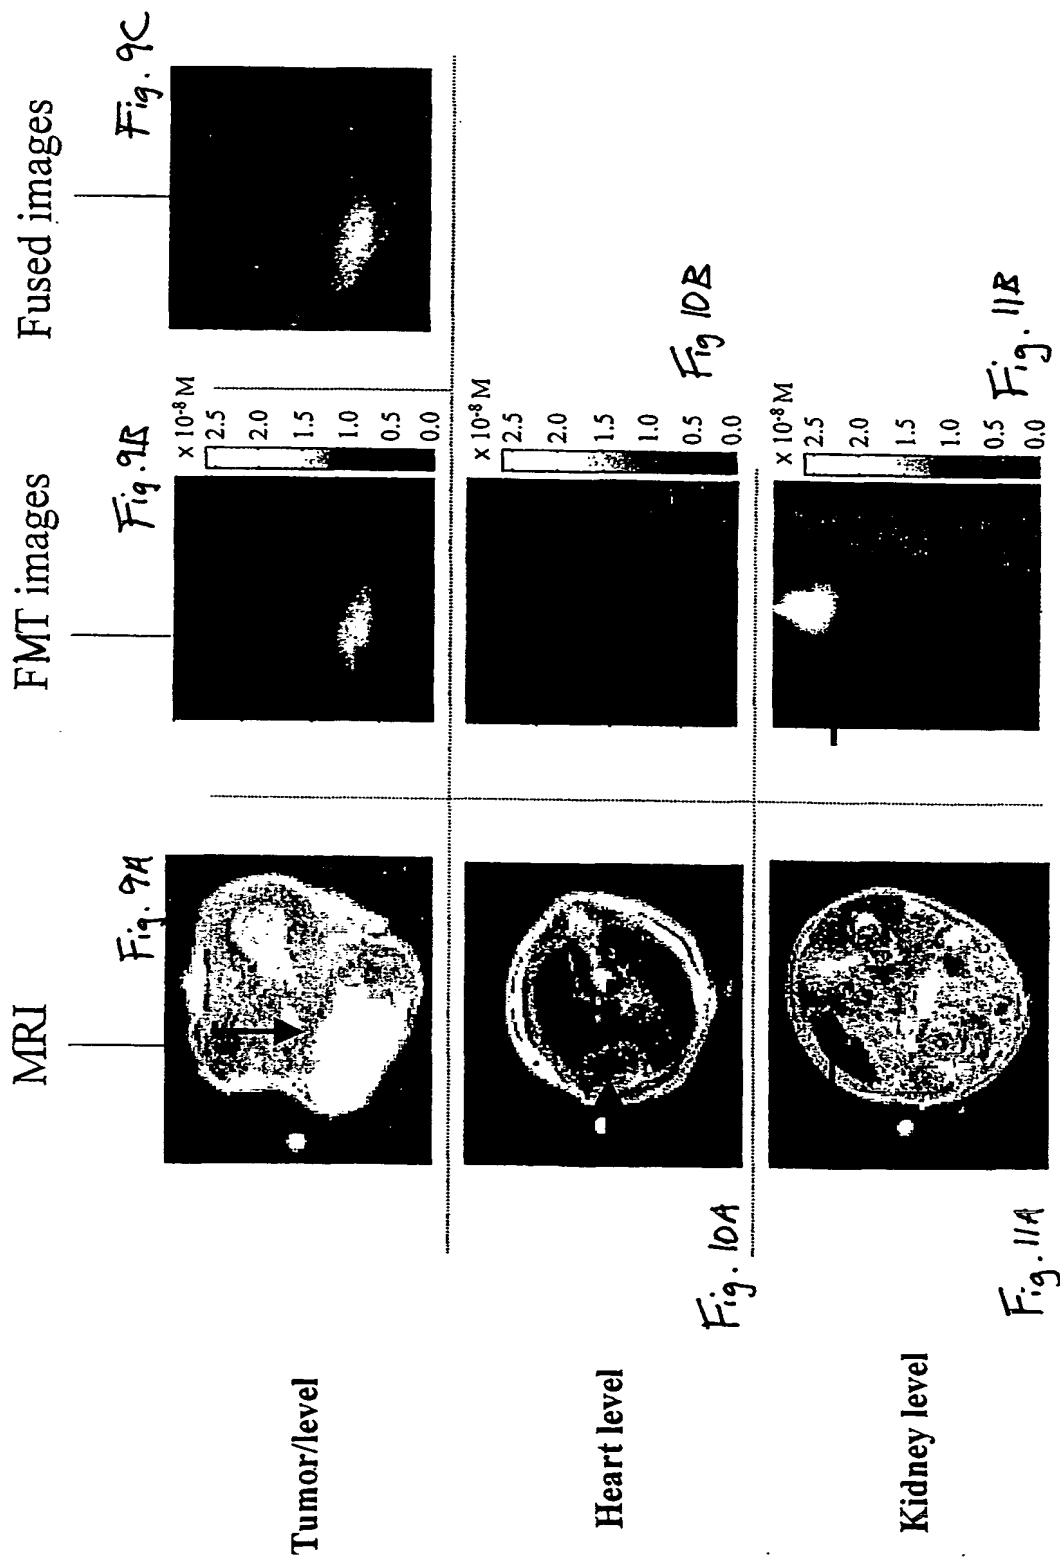 MRI
FMT images
Fused images
Tumor/level
Fig. 9A
Fig. 9B
x 10-8 M
2.5
2.0
1.5
1.0
0.5
0.0
Fig. 9C
Heart level
Fig. 10A
Fig 10B
x 10-8 M
2.5
2.0
1.5
1.0
0.5
0.0
Kidney level
Fig. 11A
Fig. 11B
x 10-8 M
2.5
2.0
1.5
1.0
0.5
0.0